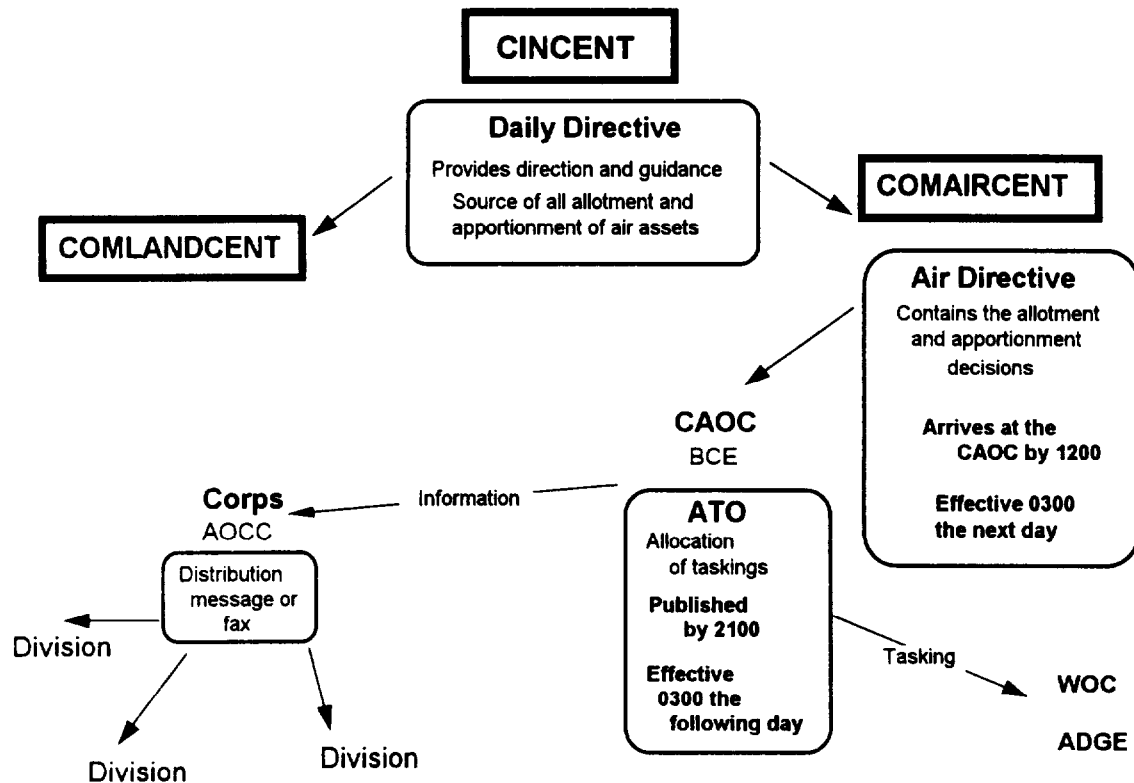 CINCENT
Daily Directive
Provides direction and guidance
Source of all allotment and
apportionment of air assets
COMLANDCENT
COMAIRCENT
Air Directive
Contains the allotment
and apportionment
decisions
Arrives at the
CAOC by 1200
Effective 0300
the next day
CAOC
BCE
Information
Corps
AOCC
Distribution
message or
fax
Division
Division
Division
ATO
Allocation
of taskings
Published
by 2100
Effective
0300 the
following day
Tasking
WOC
ADGE